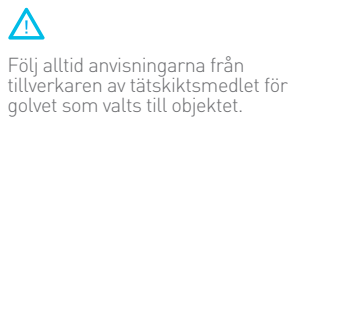 Följ alltid anvisningarna från
tillverkaren av tätskiktsmedlet för
golvet som valts till objektet.